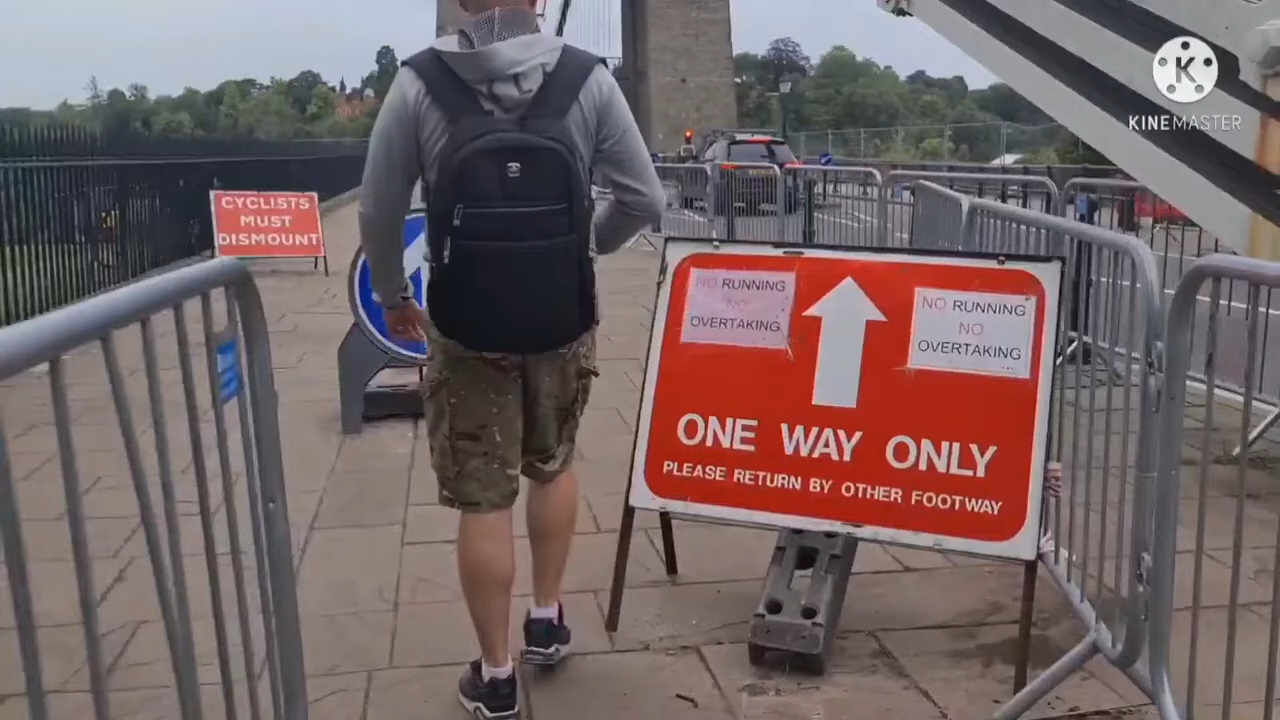 KINEMASTER
CYCLISTS
MUST
DISMOUNT
NO RUNNING
NO
OVERTAKING
NO RUNNING
NO
OVERTAKING
ONE WAY ONLY
PLEASE RETURN BY OTHER FOOTWAY